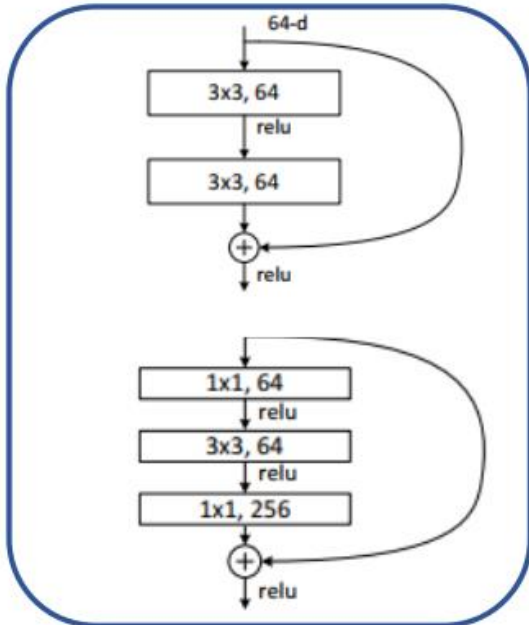 64-d
3x3, 64
relu
3x3, 64
+
relu
1x1, 64
relu
3x3, 64
relu
1x1, 256
+
relu